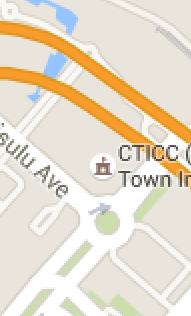 CTICC (
Town In
sulu Ave